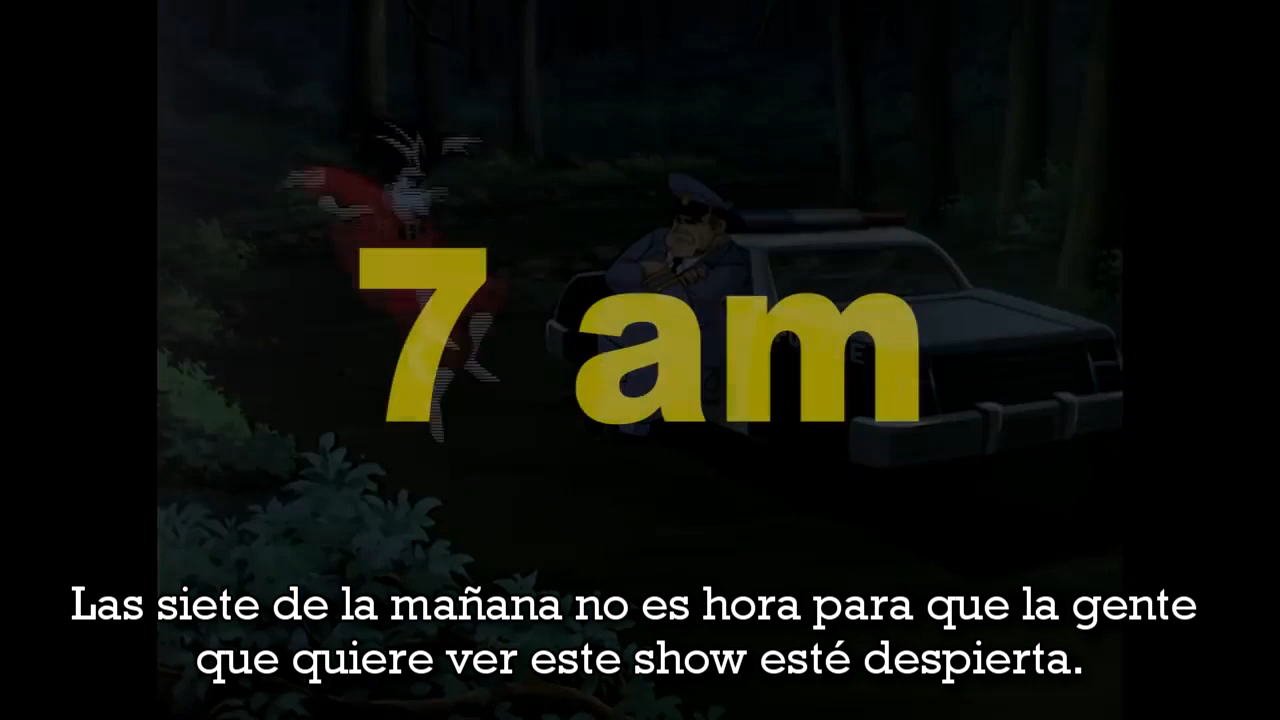 7 am
Las siete de la mañana no es hora para que la gente
que quiere ver este show esté despierta.